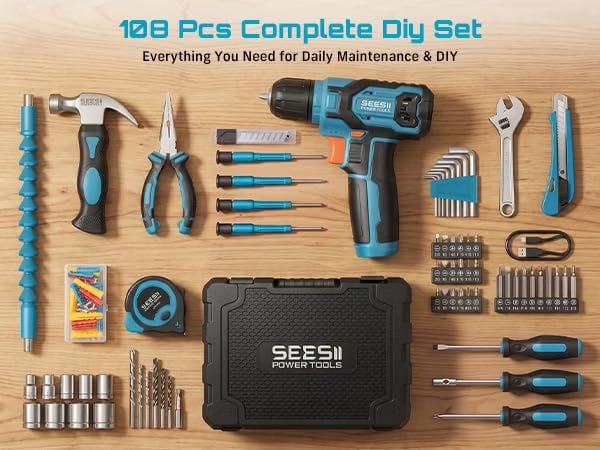 108 Pcs Complete Diy Set
Everything You Need for Daily Maintenance & DIY
SEESII
SEESII
POWER TOOLS
SEESII
POWER TOOLS